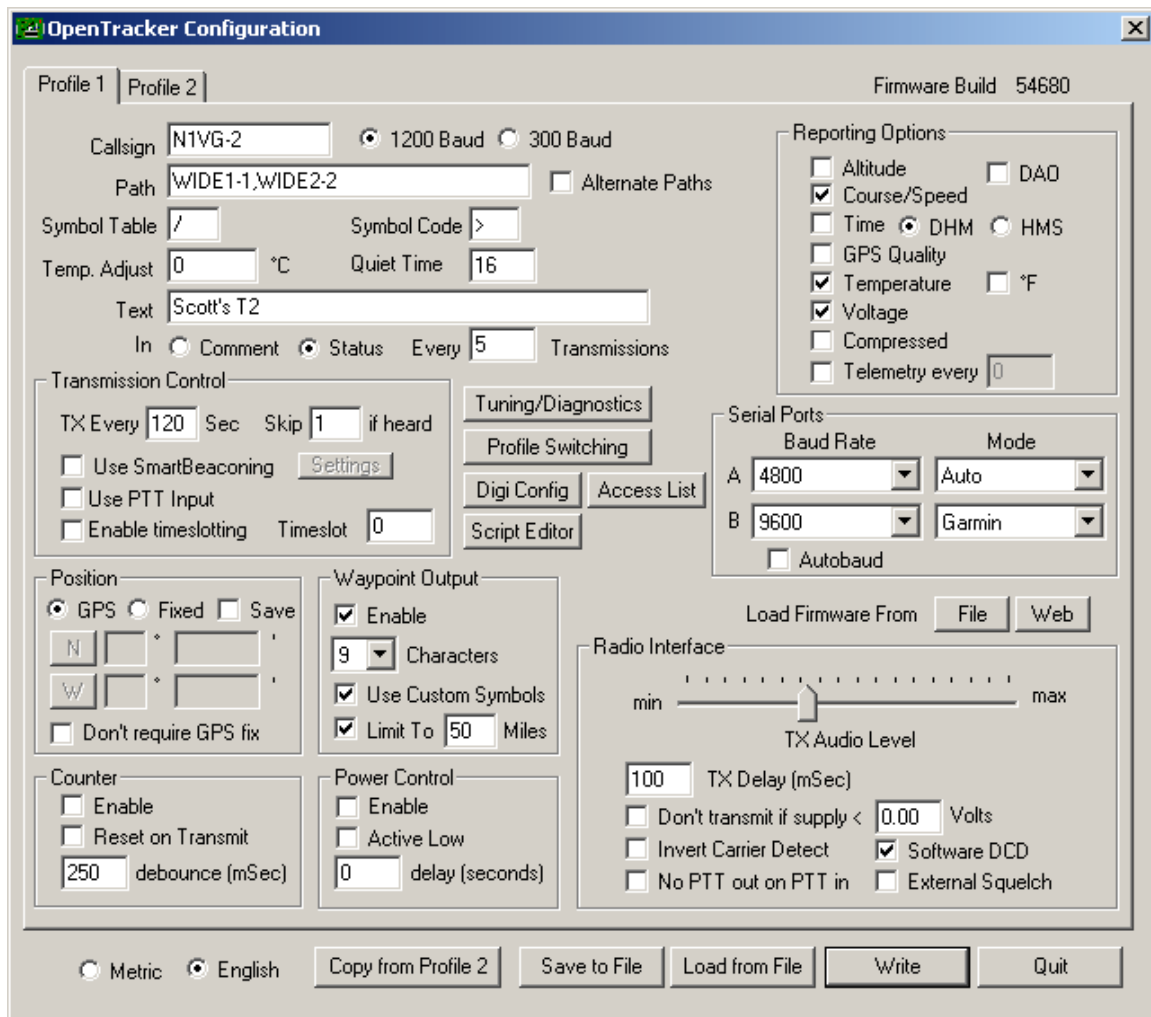 OpenTracker Configuration
Profile 1 Profile 2 Firmware Build 54680
Callsign N1VG-2 1200 Baud 300 Baud
Path WIDE1-1,WIDE2-2 Alternate Paths
Symbol Table / Symbol Code >
Temp. Adjust 0 °C Quiet Time 16
Text Scott's T2
In Comment Status Every 5 Transmissions
Reporting Options
Altitude DAO
Course/Speed
Time DHM HMS
GPS Quality
Temperature °F
Voltage
Compressed
Telemetry every 0
Transmission Control
TX Every 120 Sec Skip 1 if heard
Use SmartBeaconing Settings
Use PTT Input
Enable timeslotting Timeslot 0
Tuning/Diagnostics
Profile Switching
Digi Config Access List
Script Editor
Serial Ports
Baud Rate Mode
A 4800 Auto
B 9600 Garmin
Autobaud
Position
GPS Fixed Save
N ° '
W ° '
Don't require GPS fix
Waypoint Output
Enable
9 Characters
Use Custom Symbols
Limit To 50 Miles
Load Firmware From File Web
Radio Interface
min max
TX Audio Level
100 TX Delay (mSec)
Don't transmit if supply < 0.00 Volts
Invert Carrier Detect Software DCD
No PTT out on PTT in External Squelch
Counter
Enable
Reset on Transmit
250 debounce (mSec)
Power Control
Enable
Active Low
0 delay (seconds)
Metric English Copy from Profile 2 Save to File Load from File Write Quit